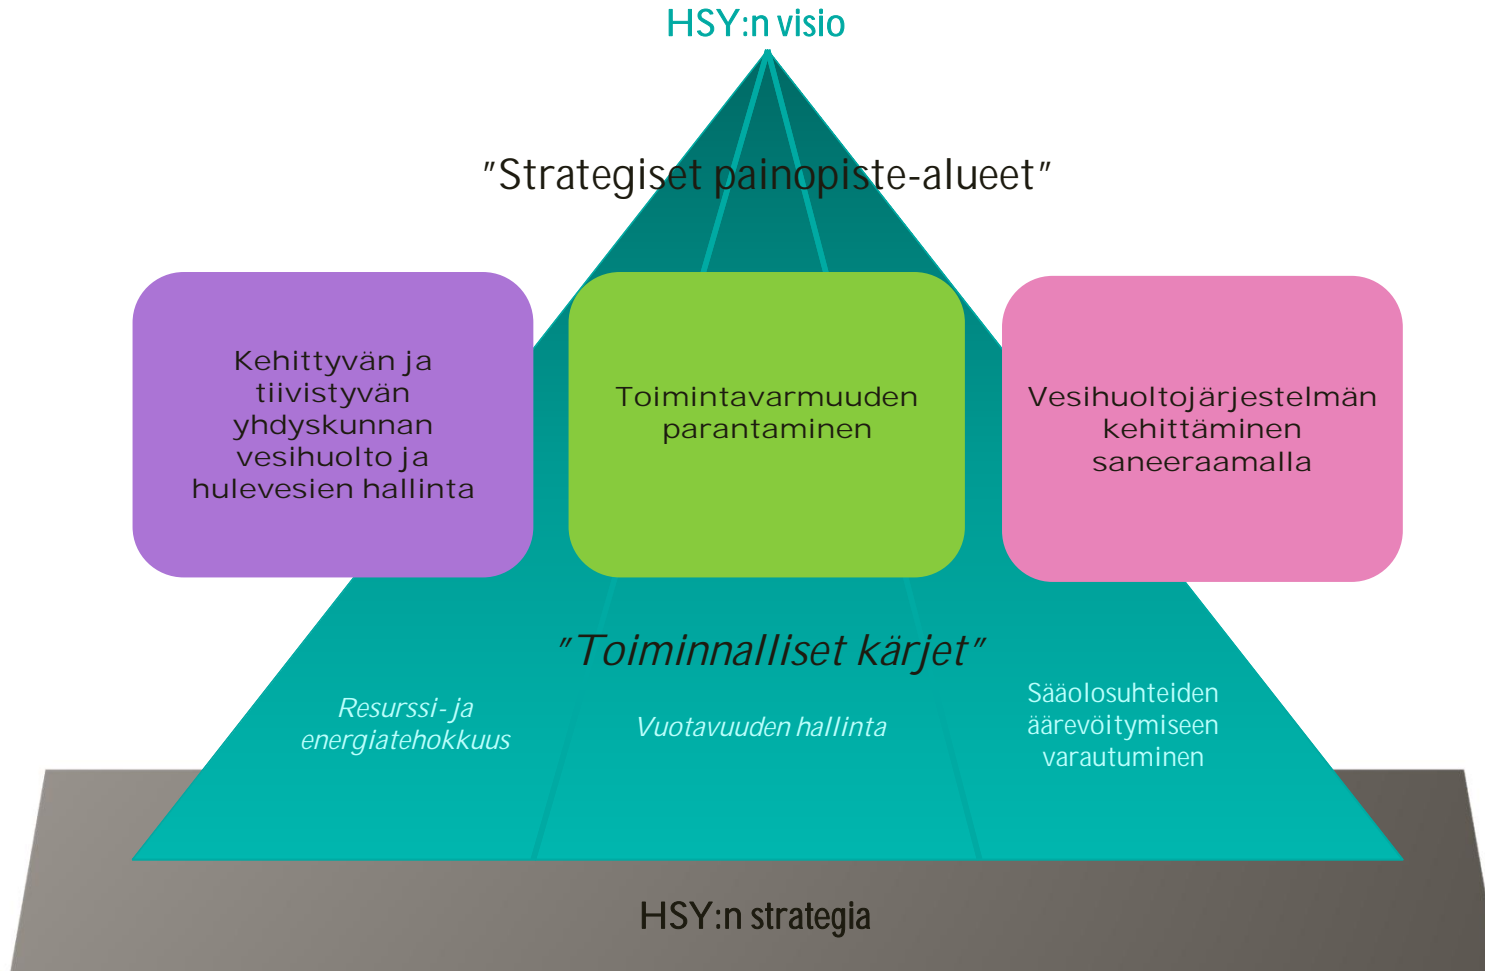 HSY:n visio
"Strategiset painopiste-alueet"
Kehittyvän ja
tiivistyvän
yhdyskunnan
vesihuolto ja
hulevesien hallinta
Toimintavarmuuden
parantaminen
Vesihuoltojärjestelmän
kehittäminen
saneeraamalla
"Toiminnalliset kärjet"
Resurssi- ja
energiatehokkuus
Vuotavuuden hallinta
Sääolosuhteiden
äärevöitymiseen
varautuminen
HSY:n strategia